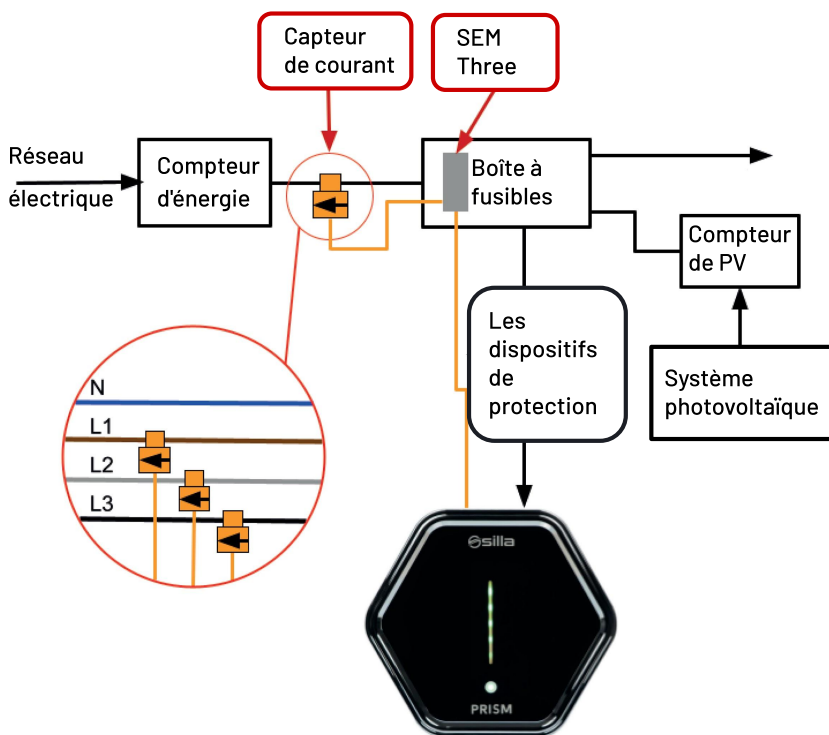 Capteur
de courant
SEM
Three
Réseau
électrique
Compteur
d'énergie
Boîte à
fusibles
Compteur
de PV
Les
dispositifs
de
protection
Système
photovoltaïque
N
L1
L2
L3
silla
PRISM